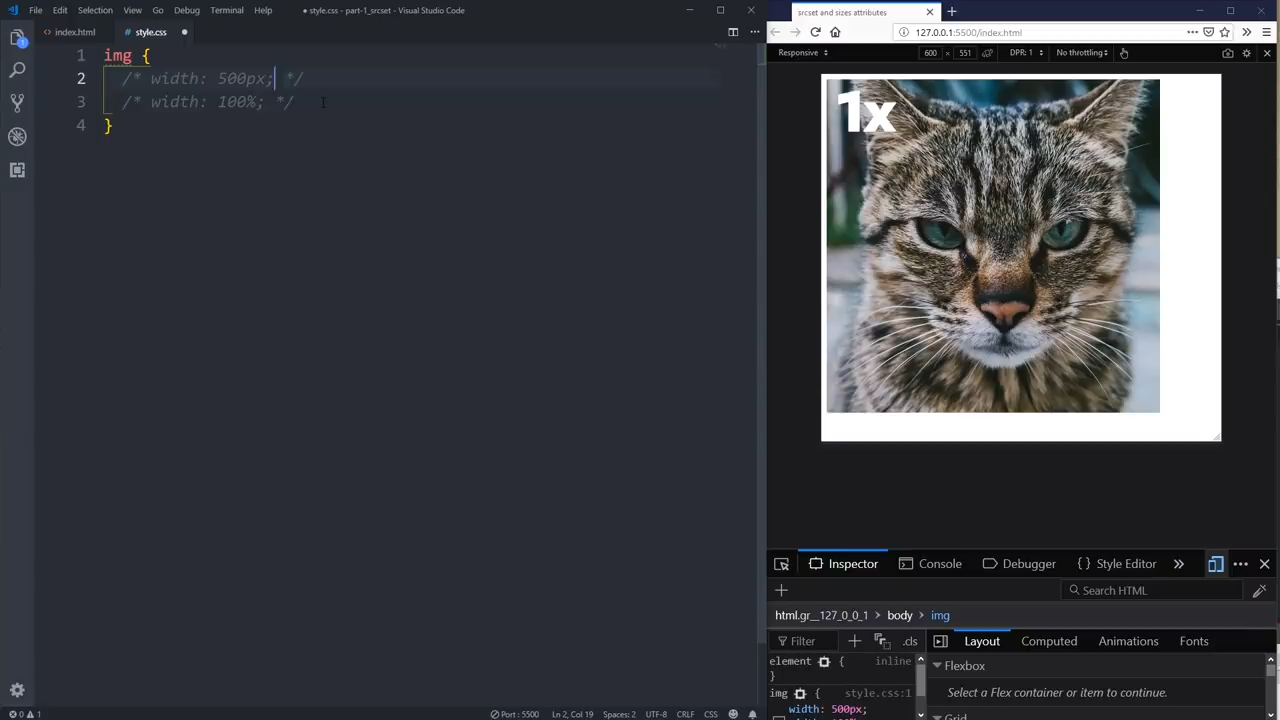 File Edit Selection View Go Debug Terminal Help
● style.css - part-1_srcset - Visual Studio Code
index.html
style.css
1 img {
2 /* width: 500px; */
3 /* width: 100%; */
4 }
1
0 1
Port : 5500
Ln 2, Col 19
Spaces: 2
UTF-8
CRLF
CSS
srcset and sizes attributes
127.0.0.1:5500/index.html
Responsive
600 × 551
DPR: 1
No throttling
1x
Inspector
Console
Debugger
{ } Style Editor
Search HTML
html.gr__127_0_0_1 > body > img
Filter
.cls
Layout
Computed
Animations
Fonts
element { inline
}
img { style.css:1
width: 500px;
Flexbox
Select a Flex container or item to continue.
Grid